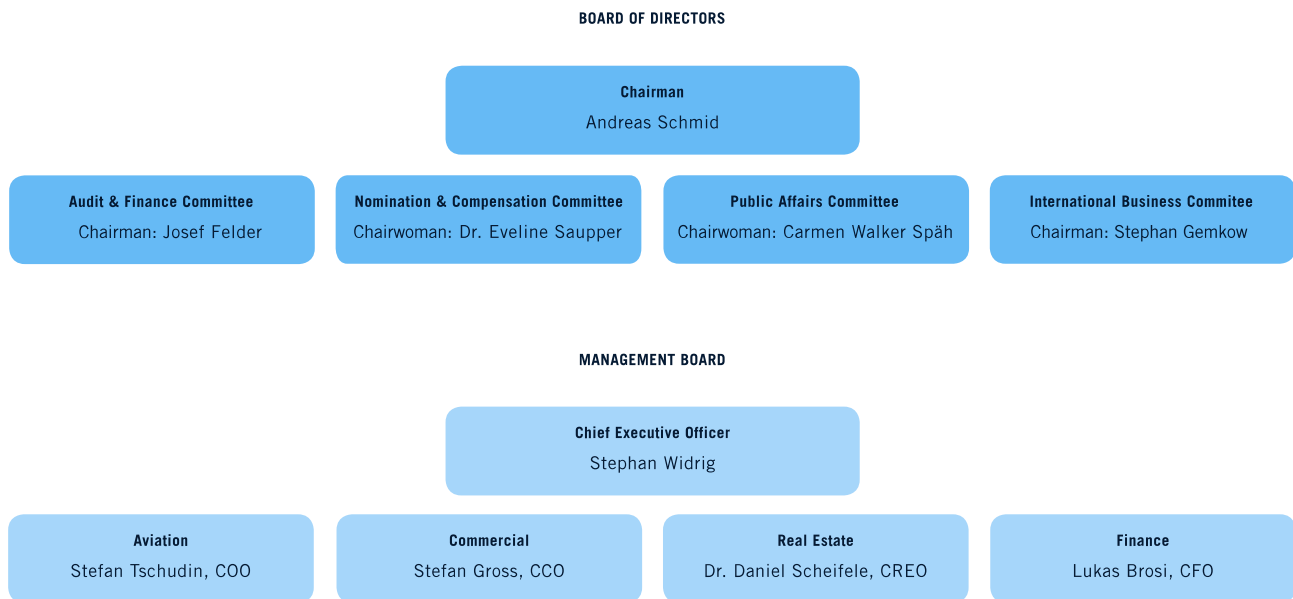 BOARD OF DIRECTORS
Chairman
Andreas Schmid
Audit & Finance Committee
Chairman: Josef Felder
Nomination & Compensation Committee
Chairwoman: Dr. Eveline Saupper
Public Affairs Committee
Chairwoman: Carmen Walker Späh
International Business Commitee
Chairman: Stephan Gemkow
MANAGEMENT BOARD
Chief Executive Officer
Stephan Widrig
Aviation
Stefan Tschudin, COO
Commercial
Stefan Gross, CCO
Real Estate
Dr. Daniel Scheifele, CREO
Finance
Lukas Brosi, CFO